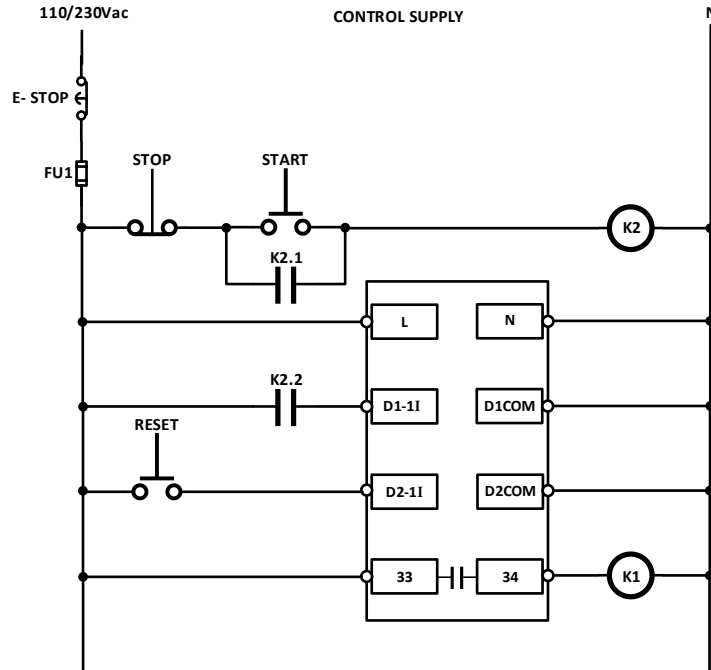 110/230Vac
CONTROL SUPPLY
N
E- STOP
FU1
STOP
START
K2
K2.1
L
N
K2.2
D1-1I
D1COM
RESET
D2-1I
D2COM
33
34
K1